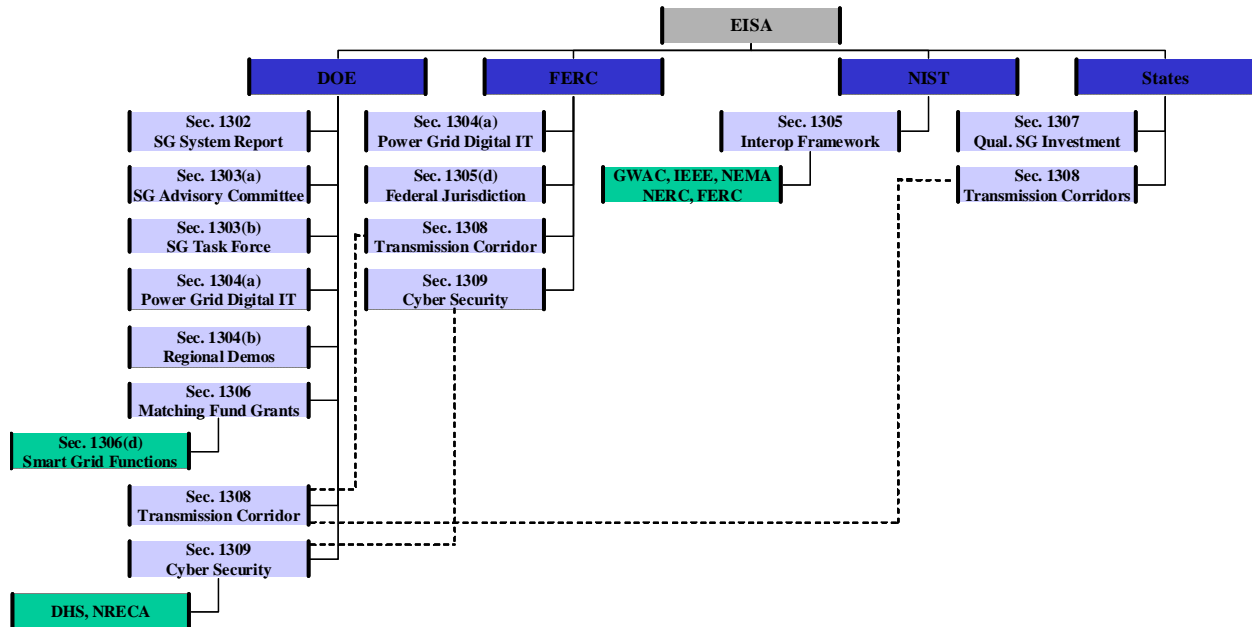 EISA
DOE
FERC
NIST
States
Sec. 1302
SG System Report
Sec. 1303(a)
SG Advisory Committee
Sec. 1303(b)
SG Task Force
Sec. 1304(a)
Power Grid Digital IT
Sec. 1304(b)
Regional Demos
Sec. 1306
Matching Fund Grants
Sec. 1306(d)
Smart Grid Functions
Sec. 1308
Transmission Corridor
Sec. 1309
Cyber Security
DHS, NRECA
Sec. 1304(a)
Power Grid Digital IT
Sec. 1305(d)
Federal Jurisdiction
Sec. 1308
Transmission Corridor
Sec. 1309
Cyber Security
Sec. 1305
Interop Framework
GWAC, IEEE, NEMA
NERC, FERC
Sec. 1307
Qual. SG Investment
Sec. 1308
Transmission Corridors